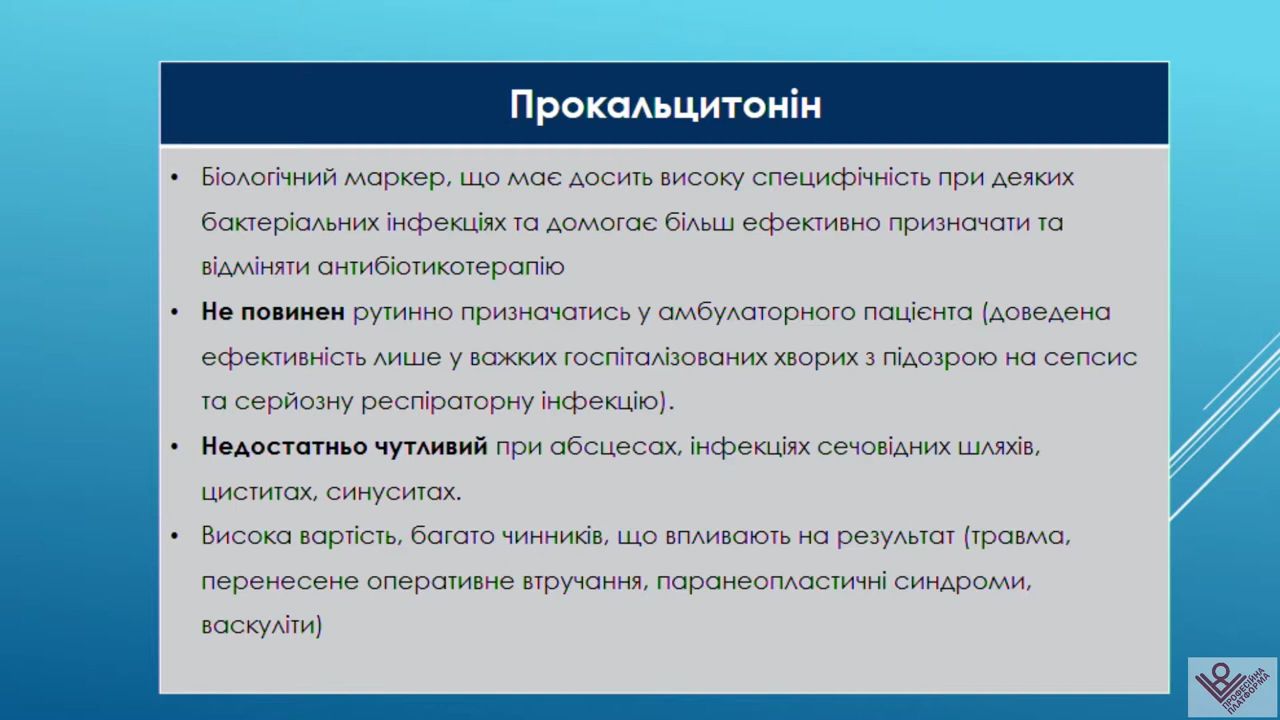 Прокальцитонін
• Біологічний маркер, що має досить високу специфічність при деяких
бактеріальних інфекціях та домогає більш ефективно призначати та
відміняти антибіотикотерапію
• Не повинен рутинно призначатись у амбулаторного пацієнта (доведена
ефективність лише у важких госпіталізованих хворих з підозрою на сепсис
та серйозну респіраторну інфекцію).
• Недостатньо чутливий при абсцесах, інфекціях сечовідних шляхів,
циститах, синуситах.
• Висока вартість, багато чинників, що впливають на результат (травма,
перенесене оперативне втручання, паранеопластичні синдроми,
васкуліти)
ПРОФЕСІЙНА
ПЛАТФОРМА